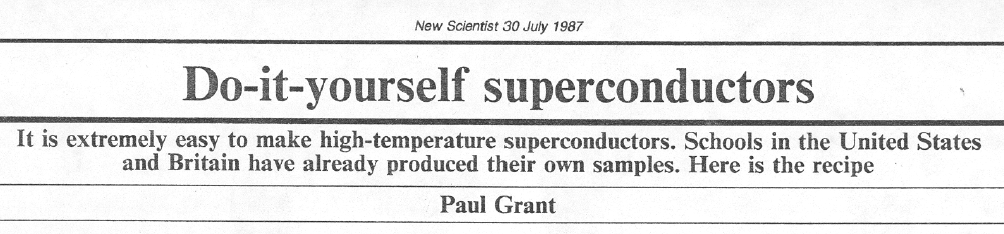 New Scientist 30 July 1987
Do-it-yourself superconductors
It is extremely easy to make high-temperature superconductors. Schools in the United States
and Britain have already produced their own samples. Here is the recipe
Paul Grant